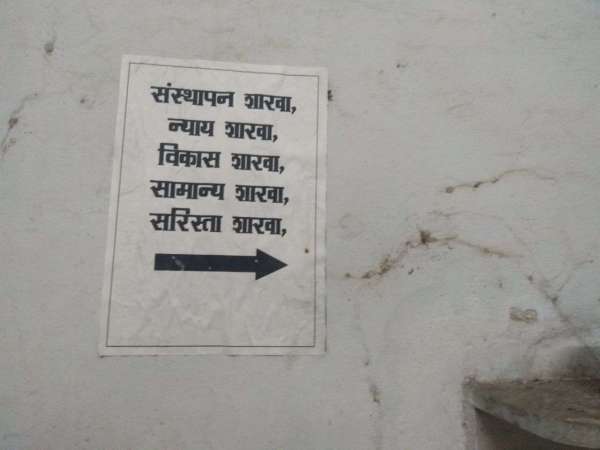 संस्थापन शाखा,
न्याय शाखा,
विकास शाखा,
सामान्य शाखा,
सरिस्ता शाखा,